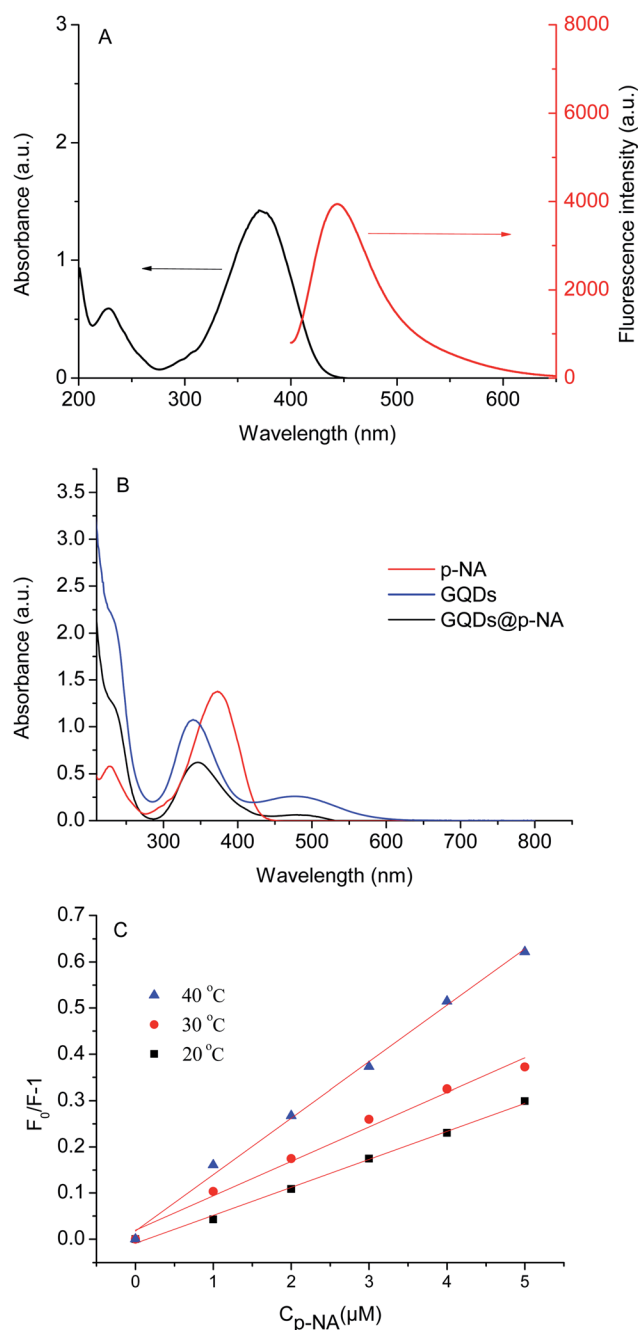 A
3
2
1
0
Absorbance (a.u.)
8000
6000
4000
2000
0
Fluorescence intensity (a.u.)
200 300 400 500 600
Wavelength (nm)
B
3.5
3.0
2.5
2.0
1.5
1.0
0.5
0.0
Absorbance (a.u.)
p-NA
GQDs
GQDs@p-NA
300 400 500 600 700 800
Wavelength (nm)
C
0.7
0.6
0.5
0.4
0.3
0.2
0.1
0.0
F0/F-1
40 °C
30 °C
20 °C
0 1 2 3 4 5
Cp-NA(μM)